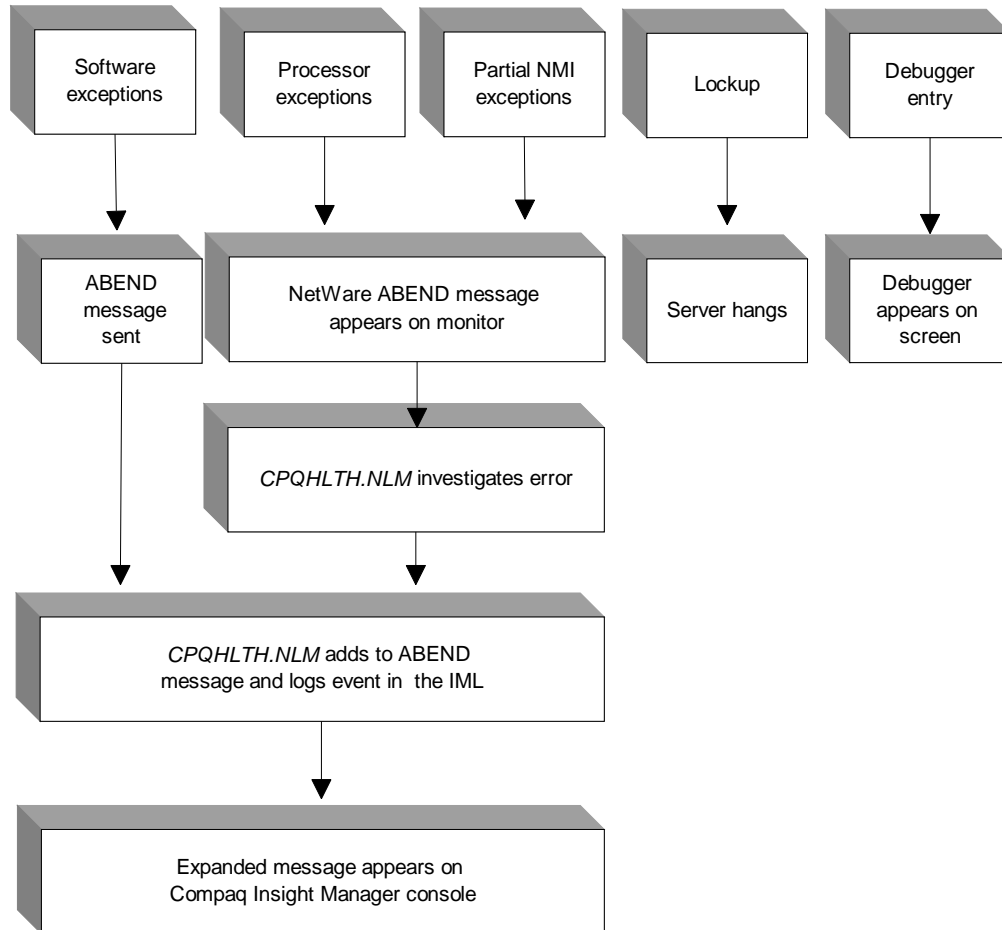 Software
exceptions
Processor
exceptions
Partial NMI
exceptions
Lockup
Debugger
entry
ABEND
message
sent
NetWare ABEND message
appears on monitor
Server hangs
Debugger
appears on
screen
CPQHLTH.NLM investigates error
CPQHLTH.NLM adds to ABEND
message and logs event in the IML
Expanded message appears on
Compaq Insight Manager console